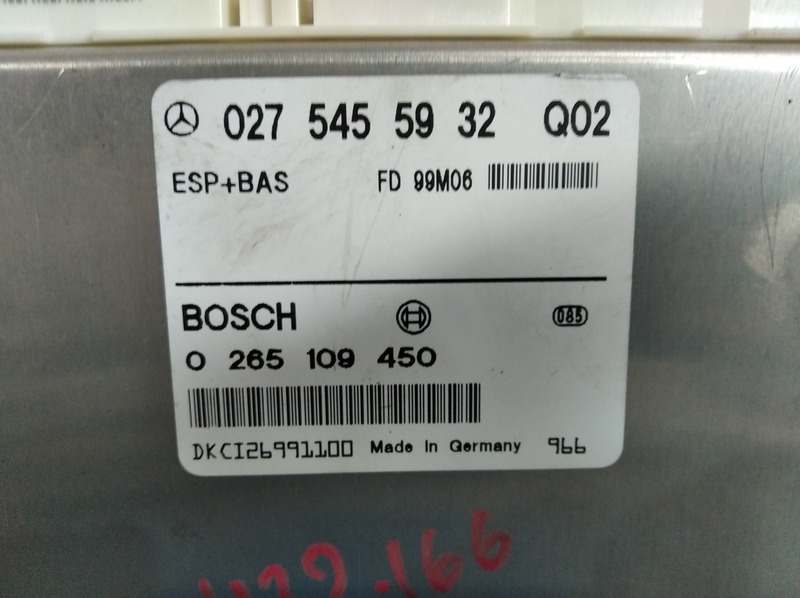 027 545 59 32 Q02
ESP+BAS FD 99M06
BOSCH 085
0 265 109 450
DKCI26991100 Made in Germany 966
166